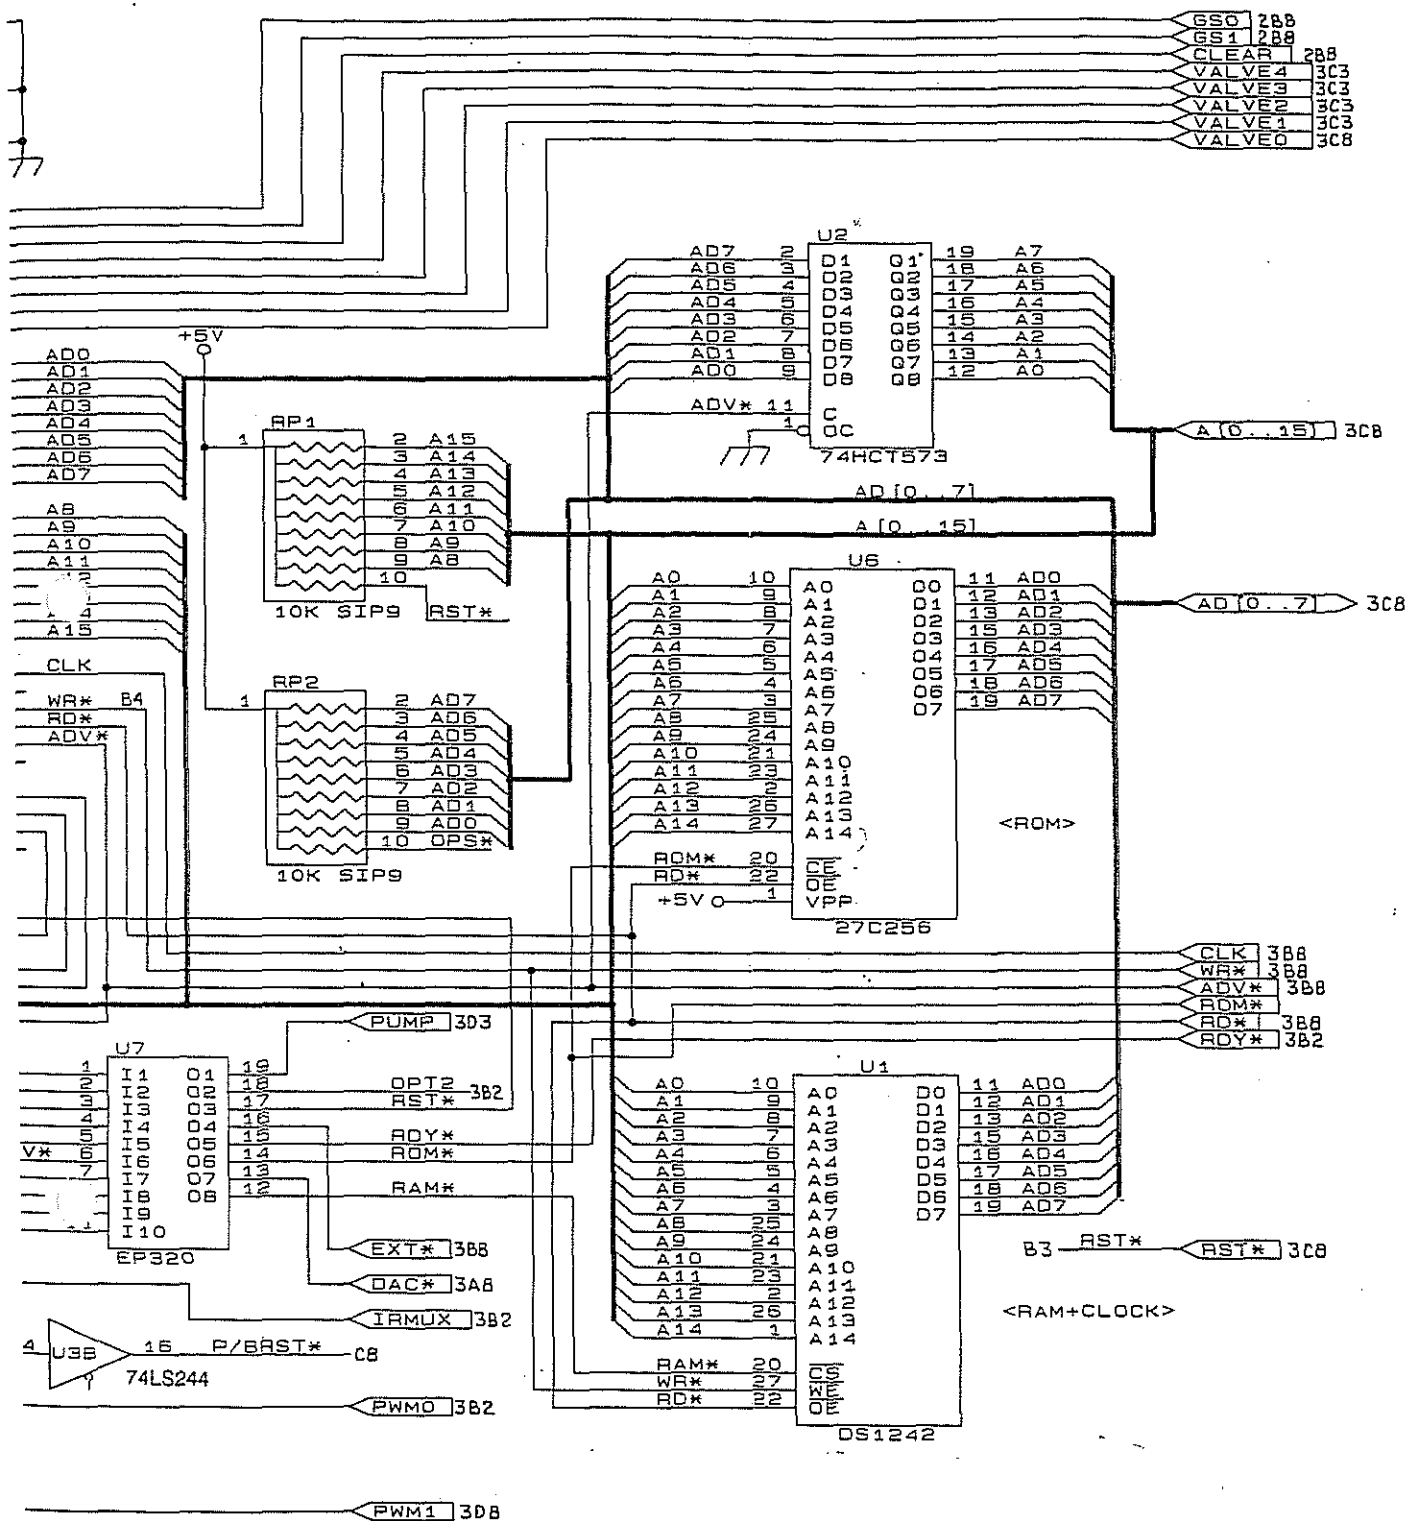 GS0 2B8
GS1 2B8
CLEAR 2B8
VALVE4 3C3
VALVE3 3C3
VALVE2 3C3
VALVE1 3C3
VALVE0 3C8
+5V
AD0
AD1
AD2
AD3
AD4
AD5
AD6
AD7
A8
A9
A10
A11
A15
CLK
WR* B4
RD*
ADV*
RP1
1
2 A15
3 A14
4 A13
5 A12
6 A11
7 A10
8 A9
9 A8
10
RST*
10K SIP9
RP2
1
2 AD7
3 AD6
4 AD5
5 AD4
6 AD3
7 AD2
8 AD1
9 AD0
10 OPS*
10K SIP9
U2
AD7 2 D1 Q1 19 A7
AD6 3 D2 Q2 18 A6
AD5 4 D3 Q3 17 A5
AD4 5 D4 Q4 16 A4
AD3 6 D5 Q5 15 A3
AD2 7 D6 Q6 14 A2
AD1 8 D7 Q7 13 A1
AD0 9 D8 Q8 12 A0
ADV* 11 C
1 OC
74HCT573
A[0..15] 3C8
AD[0..7]
A[0..15]
U6
A0 10 A0 O0 11 AD0
A1 9 A1 O1 12 AD1
A2 8 A2 O2 13 AD2
A3 7 A3 O3 15 AD3
A4 6 A4 O4 16 AD4
A5 5 A5 O5 17 AD5
A6 4 A6 O6 18 AD6
A7 3 A7 O7 19 AD7
A8 25 A8
A9 24 A9
A10 21 A10
A11 23 A11
A12 2 A12
A13 26 A13
A14 27 A14
ROM* 20 CE
RD* 22 OE
+5V 1 VPP
27C256
<ROM>
AD[0..7] 3C8
CLK 3B8
WR* 3B8
ADV* 3B8
ROM*
RD* 3B8
RDY* 3B2
PUMP 3D3
U7
1 I1 O1 19
2 I2 O2 18 OPT2 3B2
3 I3 O3 17 RST*
4 I4 O4 16
5 I5 O5 15 RDY*
V* 6 I6 O6 14 ROM*
7 I7 O7 13
I8 O8 12 RAM*
I9
I10
EP320
EXT* 3B8
DAC* 3A8
IRMUX 3B2
4 U3B 16 P/BRST* C8
74LS244
PWM0 3B2
PWM1 3D8
U1
A0 10 A0 D0 11 AD0
A1 9 A1 D1 12 AD1
A2 8 A2 D2 13 AD2
A3 7 A3 D3 15 AD3
A4 6 A4 D4 16 AD4
A5 5 A5 D5 17 AD5
A6 4 A6 D6 18 AD6
A7 3 A7 D7 19 AD7
A8 25 A8
A9 24 A9
A10 21 A10
A11 23 A11
A12 2 A12
A13 26 A13
A14 1 A14
RAM* 20 CS
WR* 27 WE
RD* 22 OE
DS1242
B3 RST* RST* 3C8
<RAM+CLOCK>